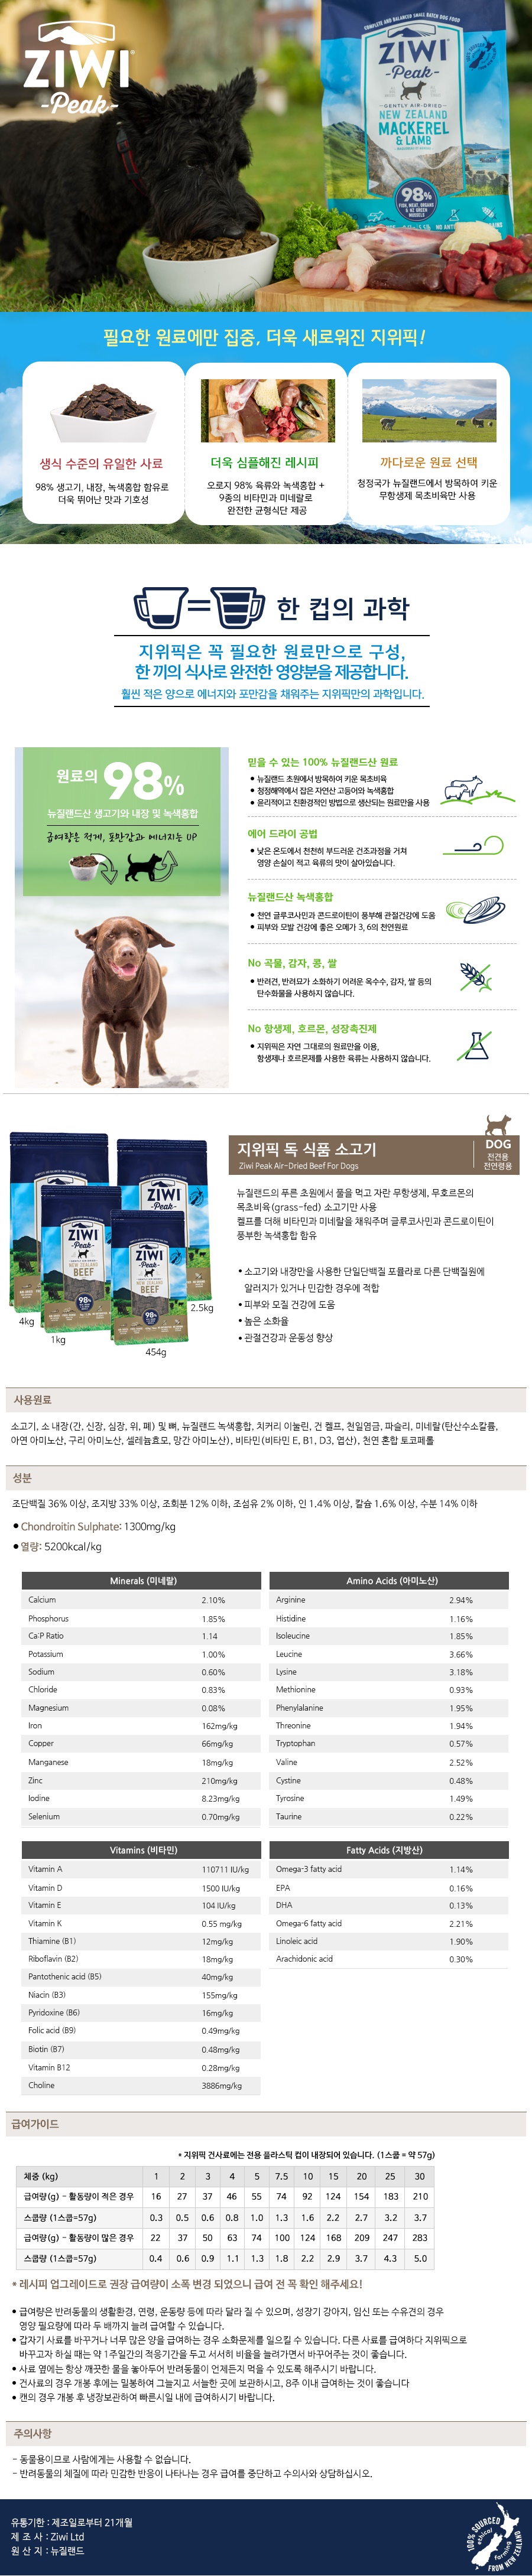 ZIWI
Peak
COMPLETE AND BALANCED SMALL BATCH DOG FOOD
ZIWI
Peak
GENTLY AIR-DRIED
NEW ZEALAND
MACKEREL
& LAMB
98%
필요한 원료에만 집중, 더욱 새로워진 지위픽!
생식 수준의 유일한 사료
98% 생고기, 내장, 녹색홍합 함유로
더욱 뛰어난 맛과 기호성
더욱 심플해진 레시피
오로지 98% 육류와 녹색홍합 +
9종의 비타민과 미네랄로
완전한 균형식단 제공
까다로운 원료 선택
청정국가 뉴질랜드에서 방목하여 키운
무항생제 목초비육만 사용
한 컵의 과학
지위픽은 꼭 필요한 원료만으로 구성,
한 끼의 식사로 완전한 영양분을 제공합니다.
훨씬 적은 양으로 에너지와 포만감을 채워주는 지위픽만의 과학입니다.
원료의 98%
뉴질랜드산 생고기와 내장 및 녹색홍합
급여량은 적게, 포만감과 에너지는 UP
믿을 수 있는 100% 뉴질랜드산 원료
• 뉴질랜드 초원에서 방목하여 키운 목초비육
• 청정해역에서 잡은 자연산 고등어와 녹색홍합
• 윤리적이고 친환경적인 방법으로 생산되는 원료만을 사용
에어 드라이 공법
• 낮은 온도에서 천천히 부드러운 건조과정을 거쳐
영양 손실이 적고 육류의 맛이 살아있습니다.
뉴질랜드산 녹색홍합
• 천연 글루코사민과 콘드로이틴이 풍부해 관절건강에 도움
• 피부와 모발 건강에 좋은 오메가 3, 6의 천연원료
No 곡물, 감자, 콩, 쌀
• 반려견, 반려묘가 소화하기 어려운 옥수수, 감자, 쌀 등의
탄수화물을 사용하지 않습니다.
No 항생제, 호르몬, 성장촉진제
• 지위픽은 자연 그대로의 원료만을 이용,
항생제나 호르몬제를 사용한 육류는 사용하지 않습니다.
ZIWI
Peak
ZIWI
Peak
NEW ZEALAND
BEEF
98%
ZIWI
Peak
NEW ZEALAND
BEEF
98%
4kg
1kg
454g
2.5kg
지위픽 독 식품 소고기
Ziwi Peak Air-Dried Beef For Dogs
DOG
전견용
전연령용
뉴질랜드의 푸른 초원에서 풀을 먹고 자란 무항생제, 무호르몬의
목초비육(grass-fed) 소고기만 사용
켈프를 더해 비타민과 미네랄을 채워주며 글루코사민과 콘드로이틴이
풍부한 녹색홍합 함유
• 소고기와 내장만을 사용한 단일단백질 포뮬라로 다른 단백질원에
알러지가 있거나 민감한 경우에 적합
• 피부와 모질 건강에 도움
• 높은 소화율
• 관절건강과 운동성 향상
사용원료
소고기, 소 내장(간, 신장, 심장, 위, 폐) 및 뼈, 뉴질랜드 녹색홍합, 치커리 이눌린, 건 켈프, 천일염금, 파슬리, 미네랄(탄산수소칼륨,
아연 아미노산, 구리 아미노산, 셀레늄효모, 망간 아미노산), 비타민(비타민 E, B1, D3, 엽산), 천연 혼합 토코페롤
성분
조단백질 36% 이상, 조지방 33% 이상, 조회분 12% 이하, 조섬유 2% 이하, 인 1.4% 이상, 칼슘 1.6% 이상, 수분 14% 이하
• Chondroitin Sulphate: 1300mg/kg
• 열량: 5200kcal/kg
Minerals (미네랄)
Calcium 2.10%
Phosphorus 1.85%
Ca:P Ratio 1.14
Potassium 1.00%
Sodium 0.60%
Chloride 0.83%
Magnesium 0.08%
Iron 162mg/kg
Copper 66mg/kg
Manganese 18mg/kg
Zinc 210mg/kg
Iodine 8.23mg/kg
Selenium 0.70mg/kg
Amino Acids (아미노산)
Arginine 2.94%
Histidine 1.16%
Isoleucine 1.85%
Leucine 3.66%
Lysine 3.18%
Methionine 0.93%
Phenylalanine 1.95%
Threonine 1.94%
Tryptophan 0.57%
Valine 2.52%
Cystine 0.48%
Tyrosine 1.49%
Taurine 0.22%
Vitamins (비타민)
Vitamin A 110711 IU/kg
Vitamin D 1500 IU/kg
Vitamin E 104 IU/kg
Vitamin K 0.55 mg/kg
Thiamine (B1) 12mg/kg
Riboflavin (B2) 18mg/kg
Pantothenic acid (B5) 40mg/kg
Niacin (B3) 155mg/kg
Pyridoxine (B6) 16mg/kg
Folic acid (B9) 0.49mg/kg
Biotin (B7) 0.48mg/kg
Vitamin B12 0.28mg/kg
Choline 3886mg/kg
Fatty Acids (지방산)
Omega-3 fatty acid 1.14%
EPA 0.16%
DHA 0.13%
Omega-6 fatty acid 2.21%
Linoleic acid 1.90%
Arachidonic acid 0.30%
급여가이드
* 지위픽 건사료에는 전용 플라스틱 컵이 내장되어 있습니다. (1스쿱 = 약 57g)
체중 (kg) 1 2 3 4 5 7.5 10 15 20 25 30
급여량(g) - 활동량이 적은 경우 16 27 37 46 55 74 92 124 154 183 210
스쿱량 (1스쿱=57g) 0.3 0.5 0.6 0.8 1.0 1.3 1.6 2.2 2.7 3.2 3.7
급여량(g) - 활동량이 많은 경우 22 37 50 63 74 100 124 168 209 247 283
스쿱량 (1스쿱=57g) 0.4 0.6 0.9 1.1 1.3 1.8 2.2 2.9 3.7 4.3 5.0
* 레시피 업그레이드로 권장 급여량이 소폭 변경 되었으니 급여 전 꼭 확인 해주세요!
• 급여량은 반려동물의 생활환경, 연령, 운동량 등에 따라 달라 질 수 있으며, 성장기 강아지, 임신 또는 수유견의 경우
영양 필요량에 따라 두 배까지 늘려 급여할 수 있습니다.
• 갑자기 사료를 바꾸거나 너무 많은 양을 급여하는 경우 소화문제를 일으킬 수 있습니다. 다른 사료를 급여하다 지위픽으로
바꾸고자 하실 때는 약 1주일간의 적응기간을 두고 서서히 비율을 늘려가면서 바꾸어주는 것이 좋습니다.
• 사료 옆에는 항상 깨끗한 물을 놓아두어 반려동물이 언제든지 먹을 수 있도록 해주시기 바랍니다.
• 건사료의 경우 개봉 후에는 밀봉하여 그늘지고 서늘한 곳에 보관하시고, 8주 이내 급여하는 것이 좋습니다
• 캔의 경우 개봉 후 냉장보관하여 빠른시일 내에 급여하시기 바랍니다.
주의사항
- 동물용이므로 사람에게는 사용할 수 없습니다.
- 반려동물의 체질에 따라 민감한 반응이 나타나는 경우 급여를 중단하고 수의사와 상담하십시오.
유통기한 : 제조일로부터 21개월
제 조 사 : Ziwi Ltd
원 산 지 : 뉴질랜드
100% SOURCED
ethical farming
FROM NEW ZEALAND